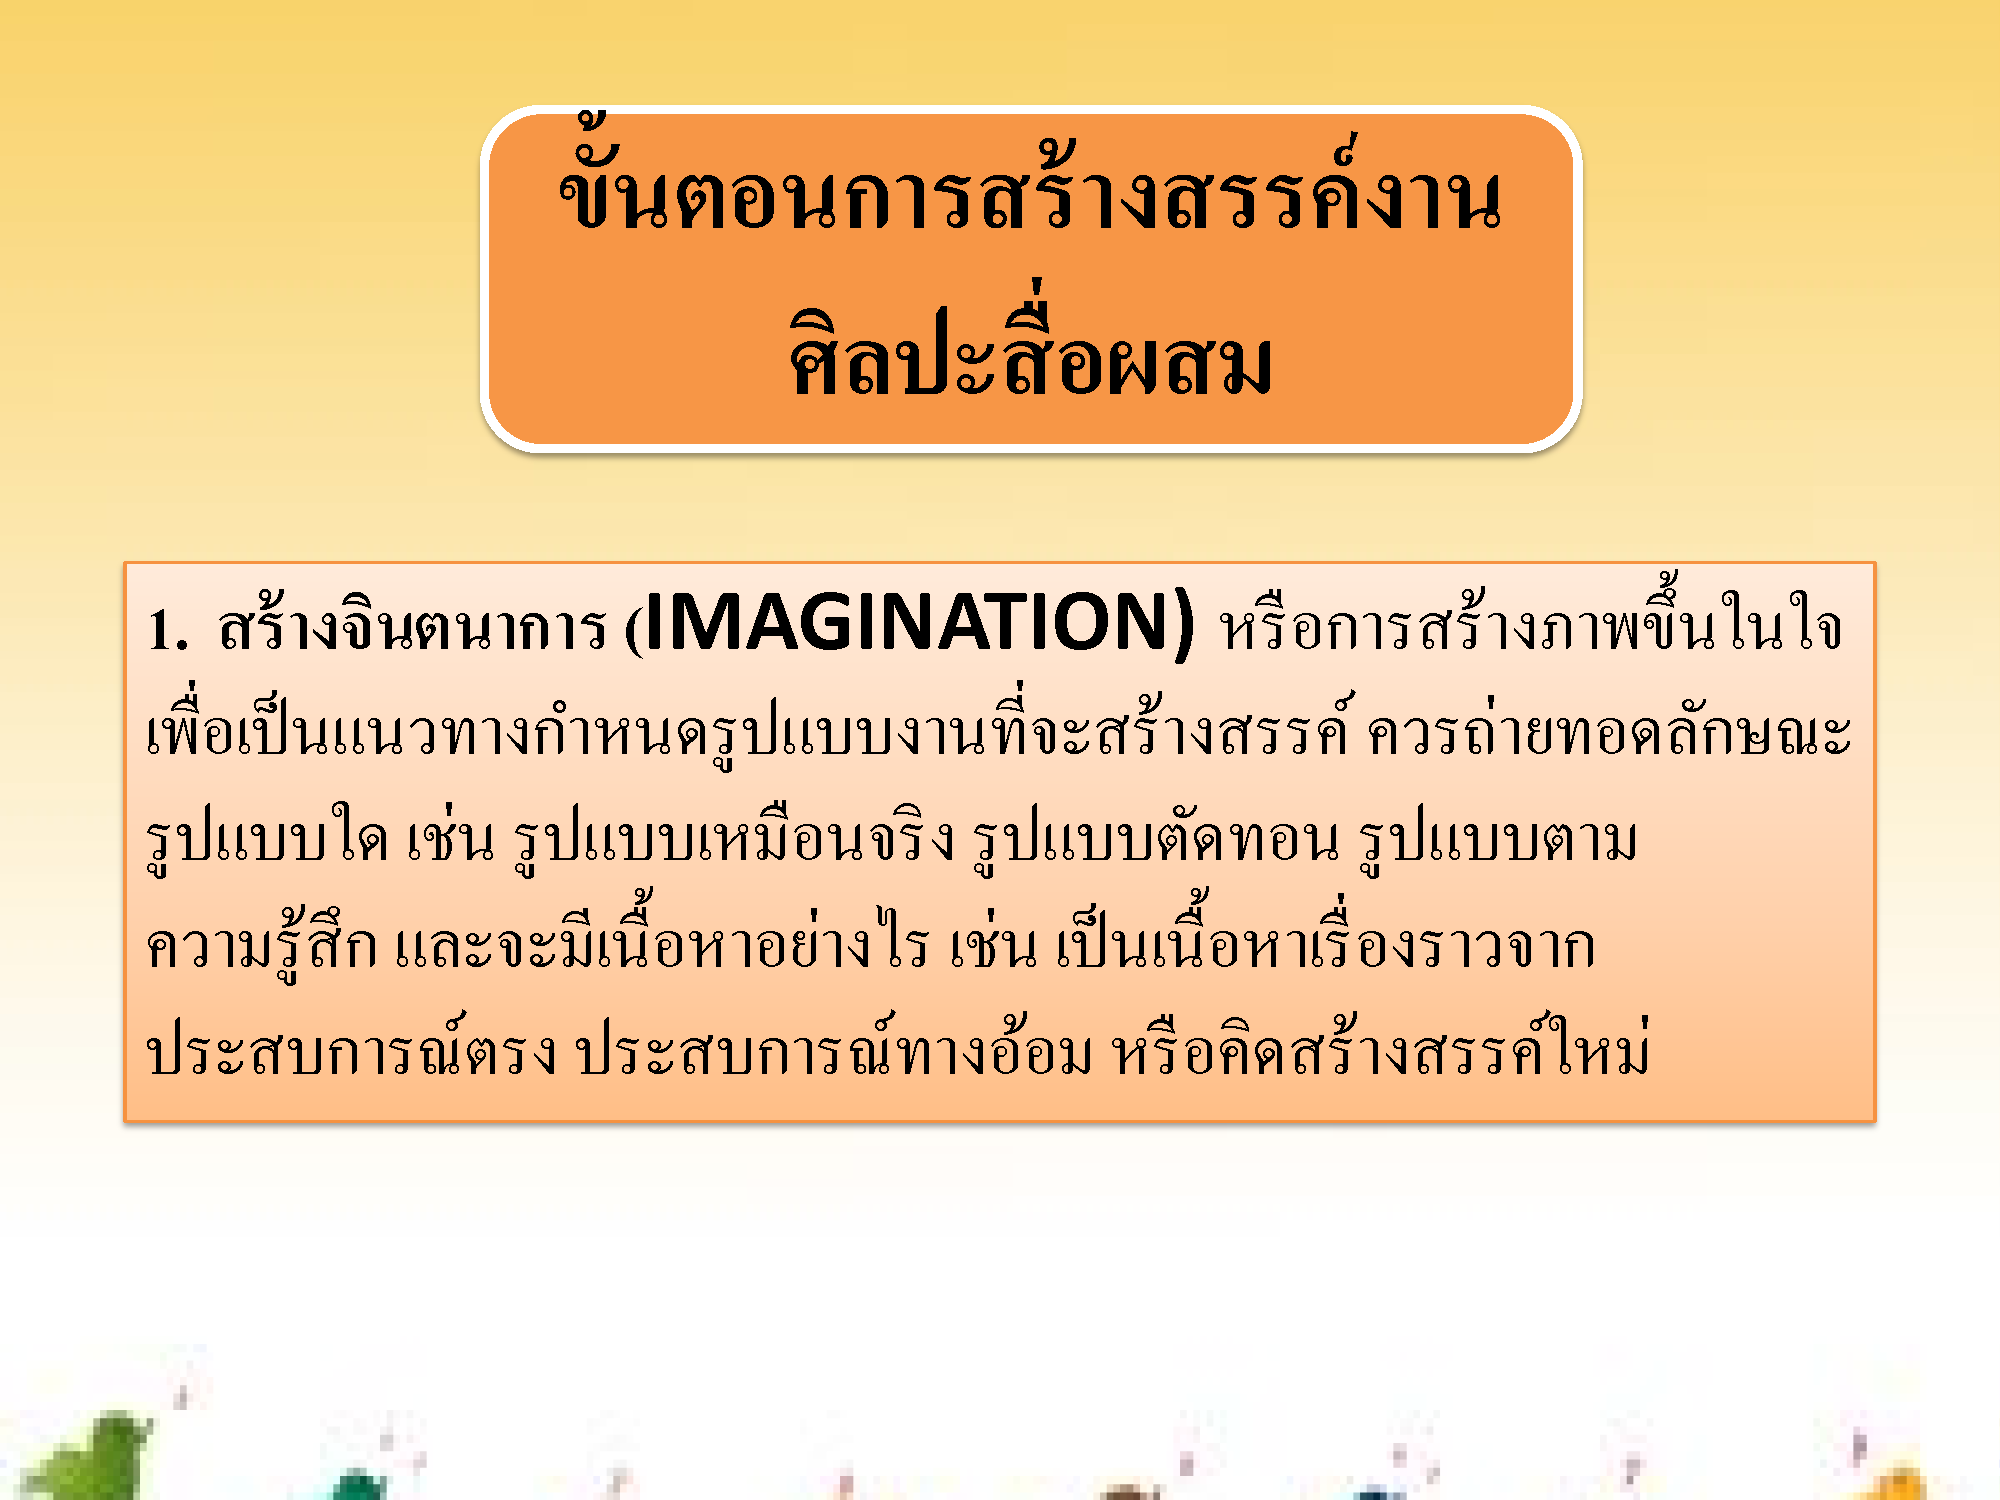 ขั้นตอนการสร้างสรรค์งาน
ศิลปะสื่อผสม
1. สร้างจินตนาการ (IMAGINATION) หรือการสร้างภาพขึ้นในใจ
เพื่อเป็นแนวทางกำหนดรูปแบบงานที่จะสร้างสรรค์ ควรถ่ายทอดลักษณะ
รูปแบบใด เช่น รูปแบบเหมือนจริง รูปแบบตัดทอน รูปแบบตาม
ความรู้สึก และจะมีเนื้อหาอย่างไร เช่น เป็นเนื้อหาเรื่องราวจาก
ประสบการณ์ตรง ประสบการณ์ทางอ้อม หรือคิดสร้างสรรค์ใหม่